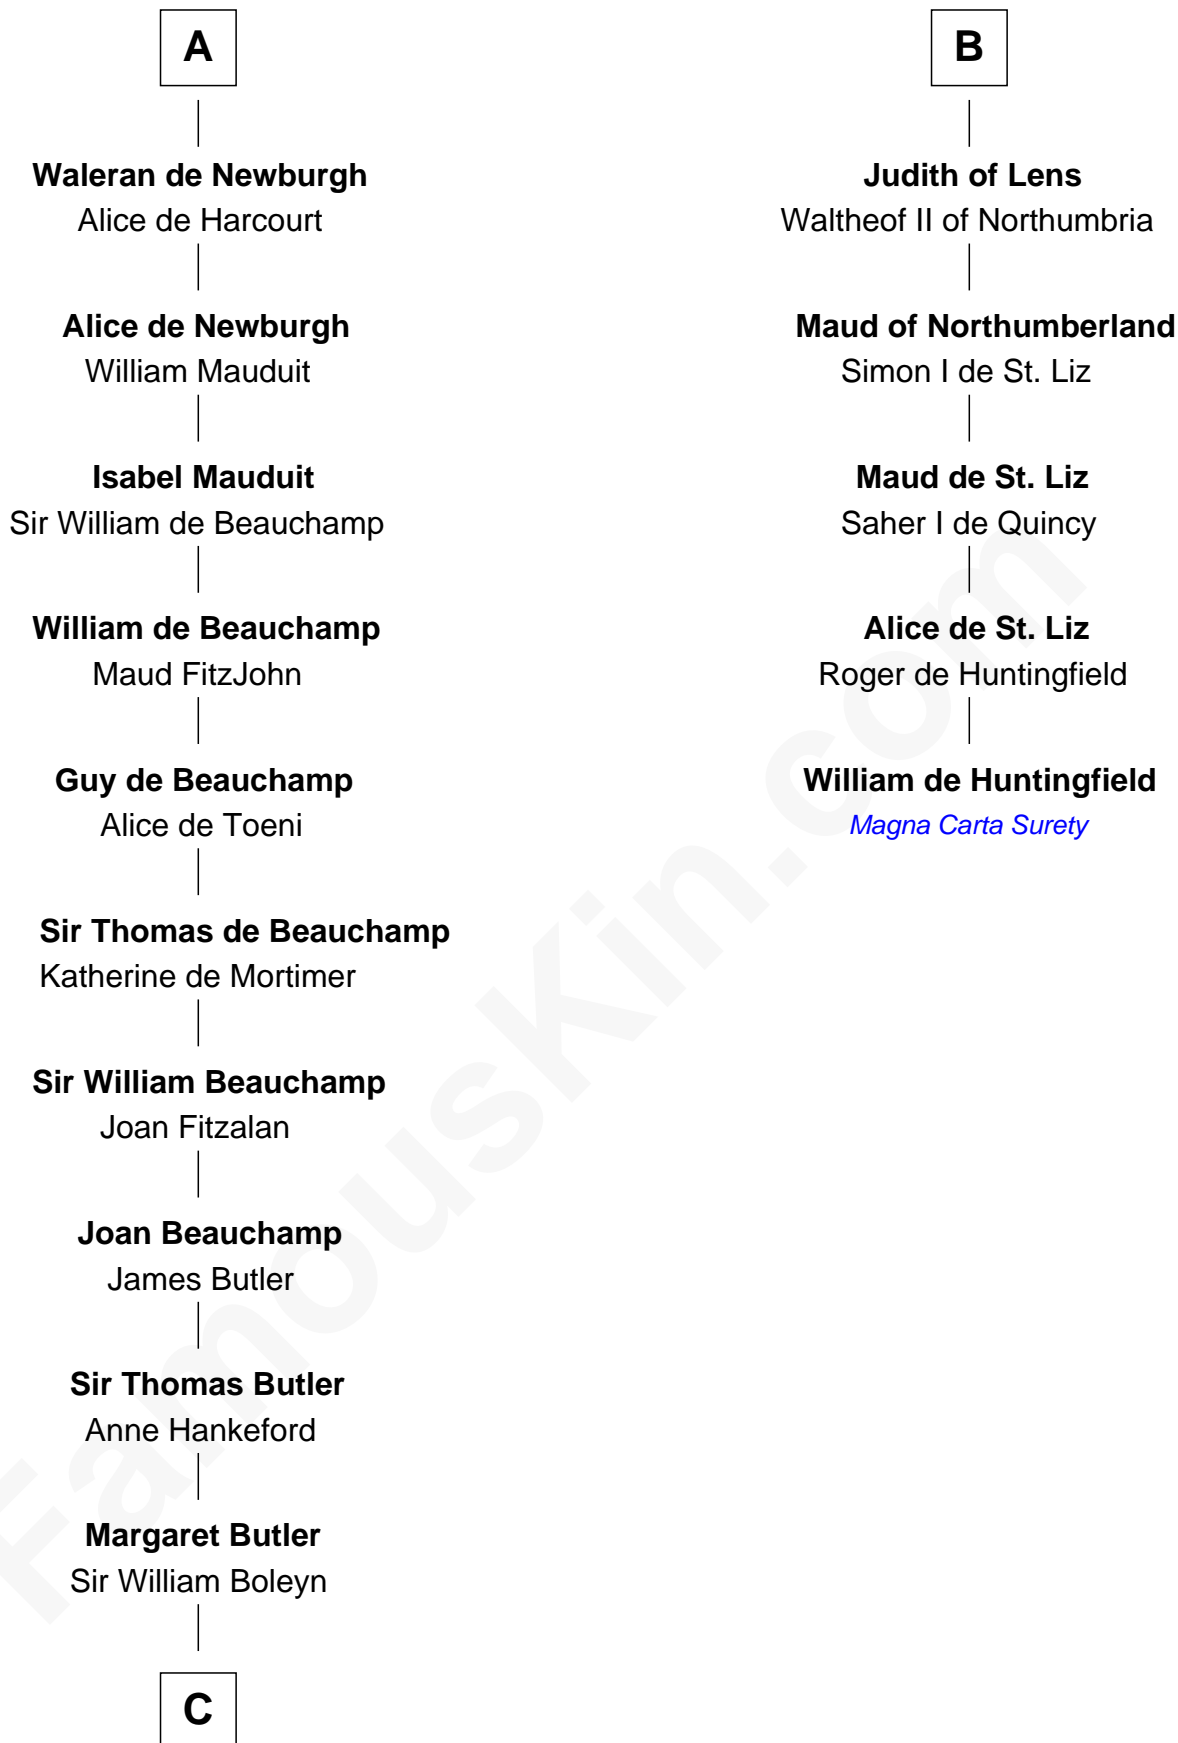 A
Waleran de Newburgh
Alice de Harcourt
Alice de Newburgh
William Mauduit
Isabel Mauduit
Sir William de Beauchamp
William de Beauchamp
Maud FitzJohn
Guy de Beauchamp
Alice de Toeni
Sir Thomas de Beauchamp
Katherine de Mortimer
Sir William Beauchamp
Joan Fitzalan
Joan Beauchamp
James Butler
Sir Thomas Butler
Anne Hankeford
Margaret Butler
Sir William Boleyn
C
B
Judith of Lens
Waltheof II of Northumbria
Maud of Northumberland
Simon I de St. Liz
Maud de St. Liz
Saher I de Quincy
Alice de St. Liz
Roger de Huntingfield
William de Huntingfield
Magna Carta Surety
FamousKin.com